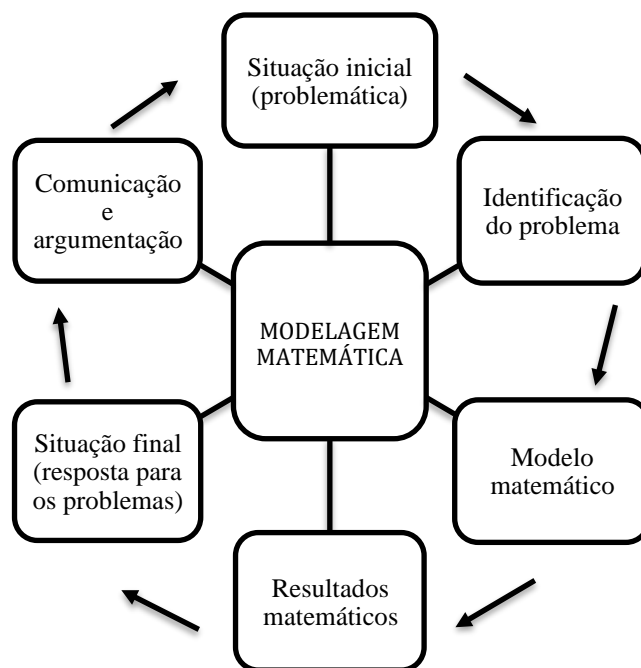 Situação inicial
(problemática)
Identificação
do problema
Modelo
matemático
Resultados
matemáticos
Situação final
(resposta para
os problemas)
Comunicação
e
argumentação
MODELAGEM
MATEMÁTICA